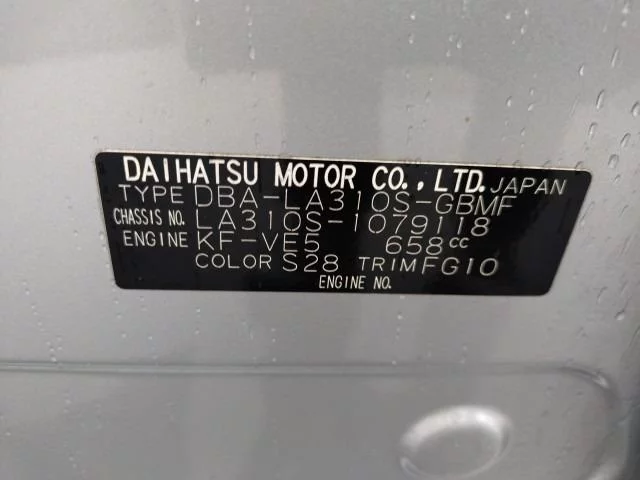 DAIHATSU MOTOR CO., LTD. JAPAN
TYPE DBA-LA310S-GBMF
CHASSIS NO. LA310S-1079118
ENGINE KF-VE5 658cc
COLOR S28 TRIM FG10
ENGINE NO.